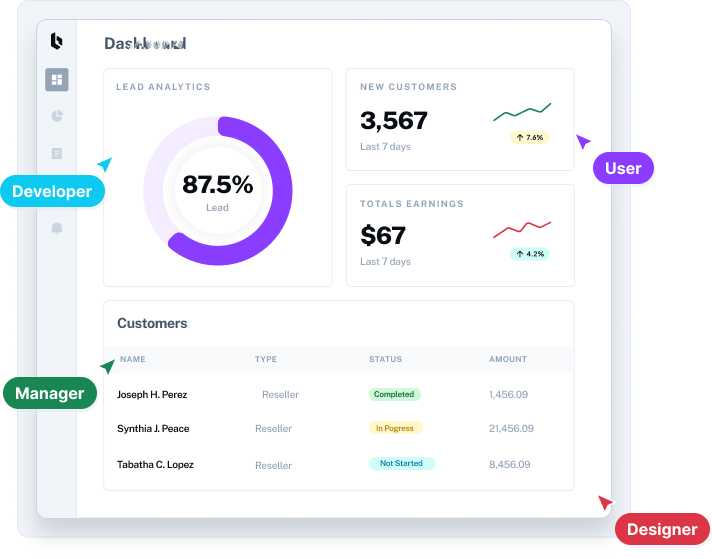 LEAD ANALYTICS
87.5%
Lead
NEW CUSTOMERS
3,567
Last 7 days
7.6%
TOTALS EARNINGS
$67
Last 7 days
4.2%
Developer
User
Customers
NAME TYPE STATUS AMOUNT
Joseph H. Perez Reseller Completed 1,456.09
Synthia J. Peace Reseller In Pogress 21,456.09
Tabatha C. Lopez Reseller Not Started 8,456.09
Manager
Designer